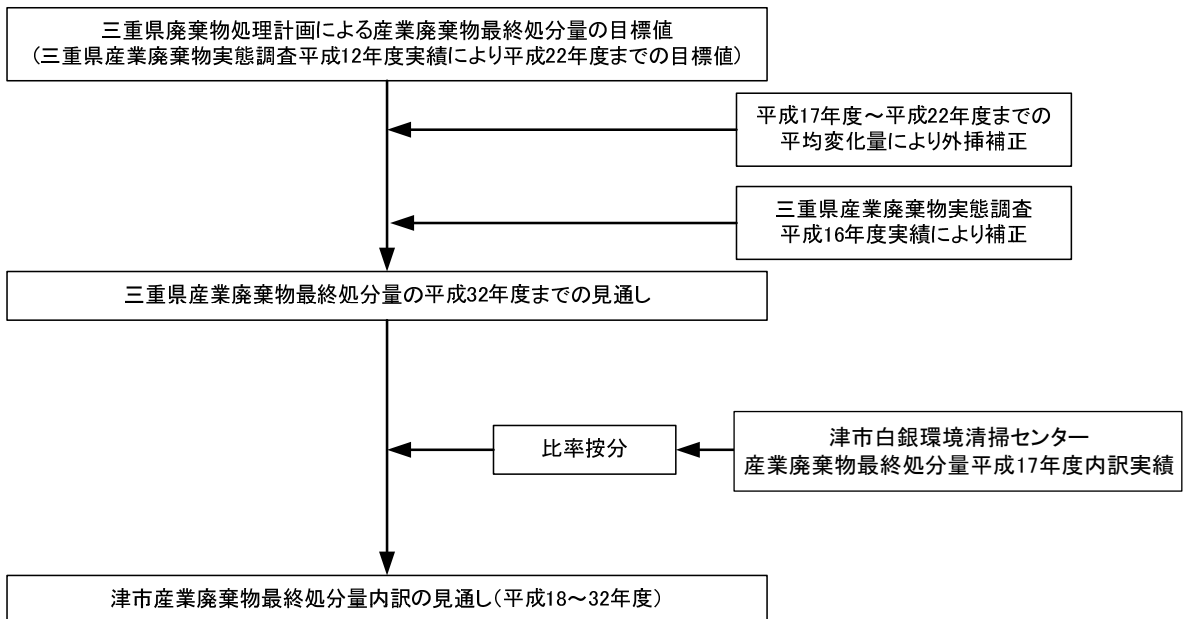 三重県廃棄物処理計画による産業廃棄物最終処分量の目標値
(三重県産業廃棄物実態調査平成12年度実績により平成22年度までの目標値)
平成17年度～平成22年度までの
平均変化量により外挿補正
三重県産業廃棄物実態調査
平成16年度実績により補正
三重県産業廃棄物最終処分量の平成32年度までの見通し
比率按分
津市白銀環境清掃センター
産業廃棄物最終処分量平成17年度内訳実績
津市産業廃棄物最終処分量内訳の見通し(平成18～32年度)